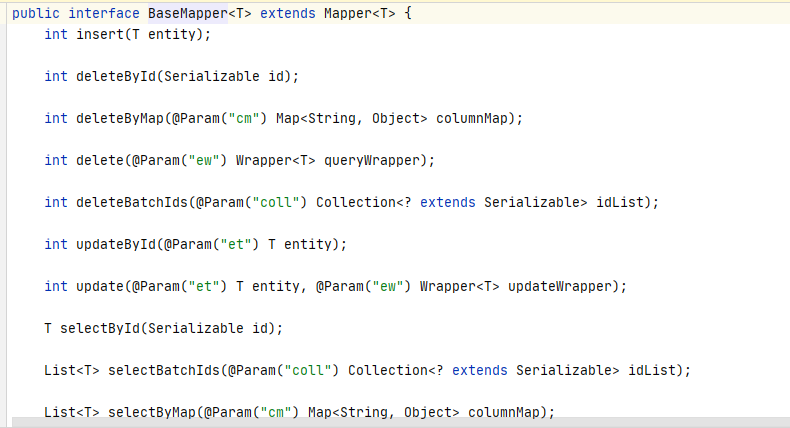 public interface BaseMapper<T> extends Mapper<T> {
int insert(T entity);
int deleteById(Serializable id);
int deleteByMap(@Param("cm") Map<String, Object> columnMap);
int delete(@Param("ew") Wrapper<T> queryWrapper);
int deleteBatchIds(@Param("coll") Collection<? extends Serializable> idList);
int updateById(@Param("et") T entity);
int update(@Param("et") T entity, @Param("ew") Wrapper<T> updateWrapper);
T selectById(Serializable id);
List<T> selectBatchIds(@Param("coll") Collection<? extends Serializable> idList);
List<T> selectByMap(@Param("cm") Map<String, Object> columnMap);